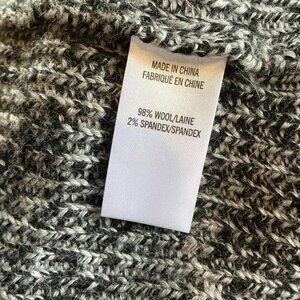 MADE IN CHINA
FABRIQUÉ EN CHINE
98% WOOL/LAINE
2% SPANDEX/SPANDEX